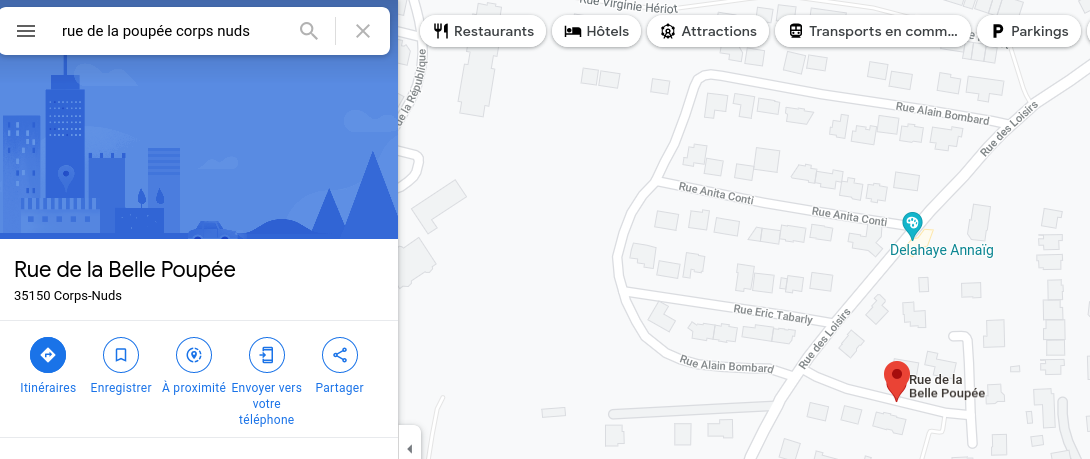 rue de la poupée corps nuds
Rue de la Belle Poupée
35150 Corps-Nuds
Itinéraires
Enregistrer
À proximité
Envoyer vers
votre
téléphone
Partager
Restaurants
Hôtels
Attractions
Transports en comm...
Parkings
Rue Virginie Hériot
de la République
Rue Alain Bombard
Rue des Loisirs
Rue Anita Conti
Rue Anita Conti
Delahaye Annaïg
Rue Eric Tabarly
Rue des Loisirs
Rue Alain Bombard
Rue de la
Belle Poupée